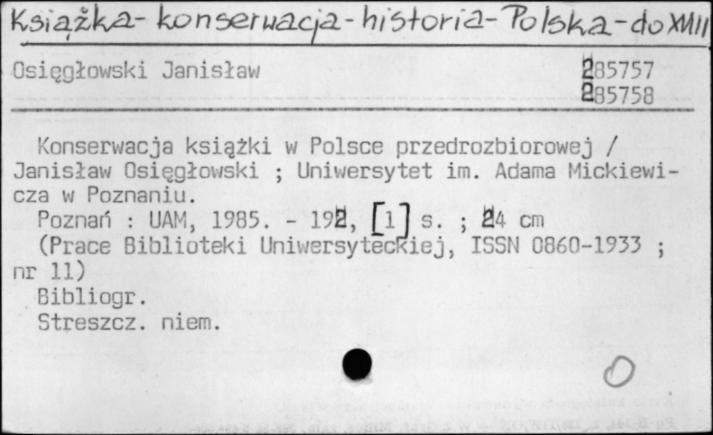 Książka - konserwacja - historia - Polska - do XVIII
Osięgłowski Janisław 285757
285758
Konserwacja książki w Polsce przedrozbiorowej /
Janisław Osięgłowski ; Uniwersytet im. Adama Mickiewi-
cza w Poznaniu.
Poznań : UAM, 1985. - 192, [1] s. ; 24 cm
(Prace Biblioteki Uniwersyteckiej, ISSN 0860-1933 ;
nr 11)
Bibliogr.
Streszcz. niem.
O